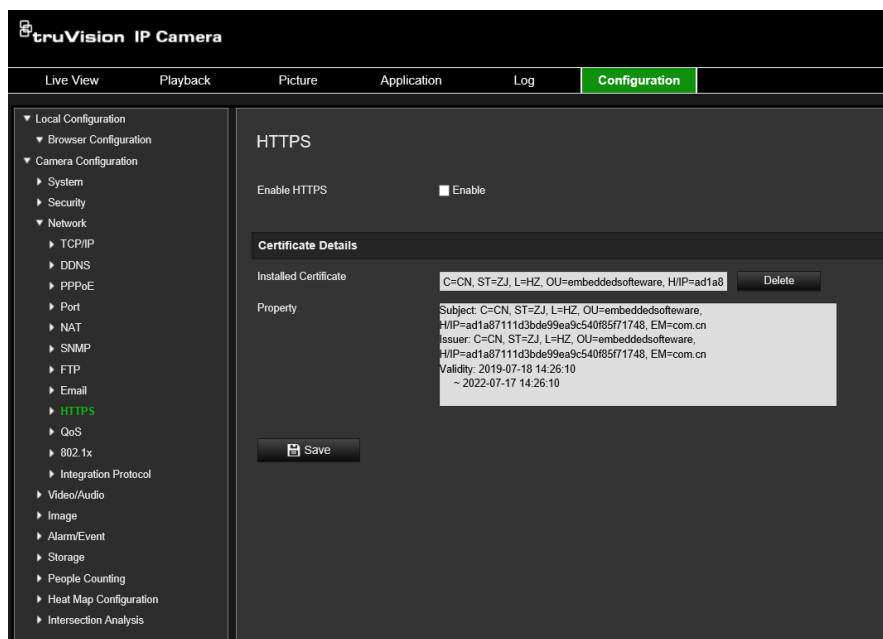 truVision IP Camera
Live View Playback Picture Application Log Configuration
Local Configuration
Browser Configuration
Camera Configuration
System
Security
Network
TCP/IP
DDNS
PPPoE
Port
NAT
SNMP
FTP
Email
HTTPS
QoS
802.1x
Integration Protocol
Video/Audio
Image
Alarm/Event
Storage
People Counting
Heat Map Configuration
Intersection Analysis
HTTPS
Enable HTTPS Enable
Certificate Details
Installed Certificate C=CN, ST=ZJ, L=HZ, OU=embeddedsofteware, H/IP=ad1a8 Delete
Property
Subject: C=CN, ST=ZJ, L=HZ, OU=embeddedsofteware,
H/IP=ad1a87111d3bde99ea9c540f85f71748, EM=com.cn
Issuer: C=CN, ST=ZJ, L=HZ, OU=embeddedsofteware,
H/IP=ad1a87111d3bde99ea9c540f85f71748, EM=com.cn
Validity: 2019-07-18 14:26:10
~ 2022-07-17 14:26:10
Save